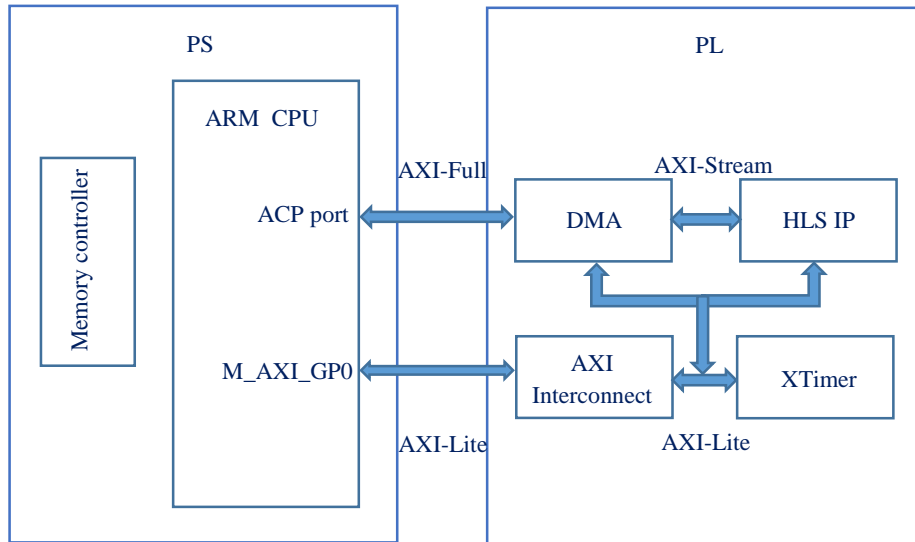 PS
PL
ARM CPU
Memory controller
AXI-Full
AXI-Stream
ACP port
DMA
HLS IP
M_AXI_GP0
AXI
Interconnect
XTimer
AXI-Lite
AXI-Lite